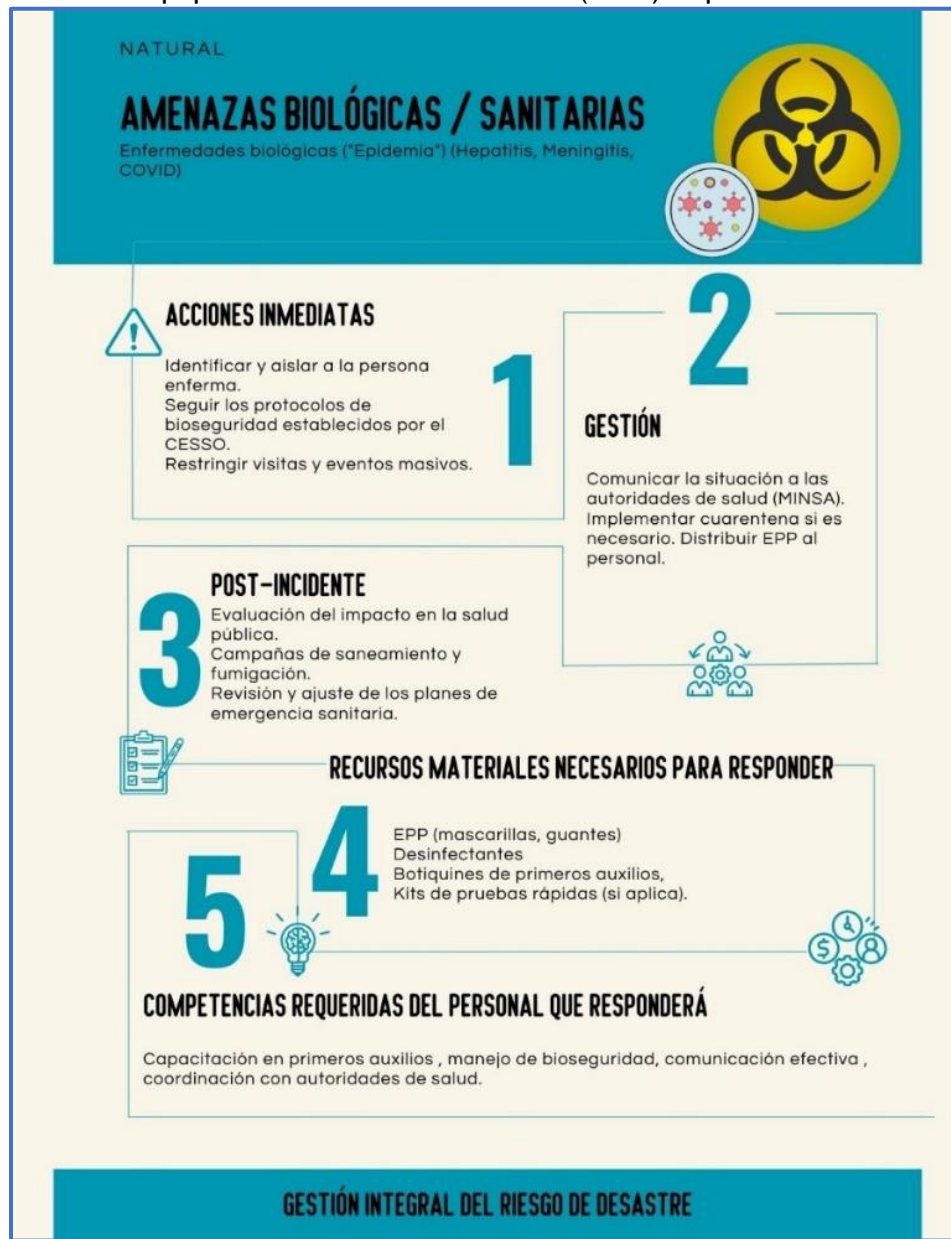 NATURAL
AMENAZAS BIOLÓGICAS / SANITARIAS
Enfermedades biológicas ("Epidemia") (Hepatitis, Meningitis,
COVID)
ACCIONES INMEDIATAS
Identificar y aislar a la persona
enferma.
Seguir los protocolos de
bioseguridad establecidos por el
CESSO.
Restringir visitas y eventos masivos.
1
2
GESTIÓN
Comunicar la situación a las
autoridades de salud (MINSA).
Implementar cuarentena si es
necesario. Distribuir EPP al
personal.
3
POST-INCIDENTE
Evaluación del impacto en la salud
pública.
Campañas de saneamiento y
fumigación.
Revisión y ajuste de los planes de
emergencia sanitaria.
RECURSOS MATERIALES NECESARIOS PARA RESPONDER
4
EPP (mascarillas, guantes)
Desinfectantes
Botiquines de primeros auxilios,
Kits de pruebas rápidas (si aplica).
5
COMPETENCIAS REQUERIDAS DEL PERSONAL QUE RESPONDERÁ
Capacitación en primeros auxilios , manejo de bioseguridad, comunicación efectiva ,
coordinación con autoridades de salud.
GESTIÓN INTEGRAL DEL RIESGO DE DESASTRE